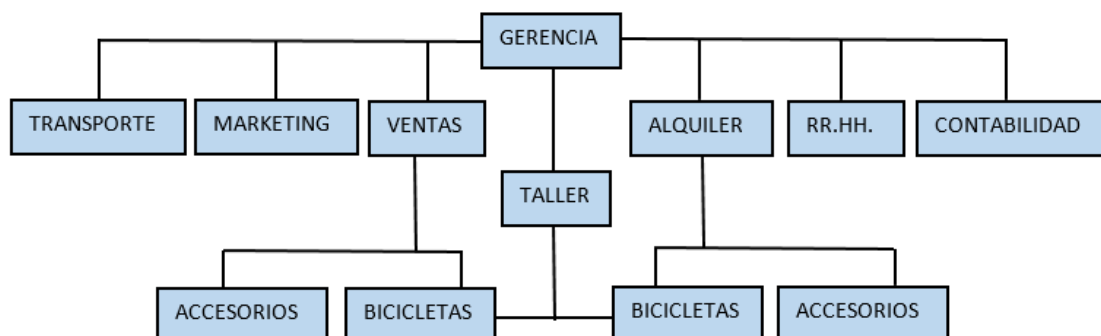 GERENCIA
TRANSPORTE
MARKETING
VENTAS
ALQUILER
RR.HH.
CONTABILIDAD
TALLER
ACCESORIOS
BICICLETAS
BICICLETAS
ACCESORIOS